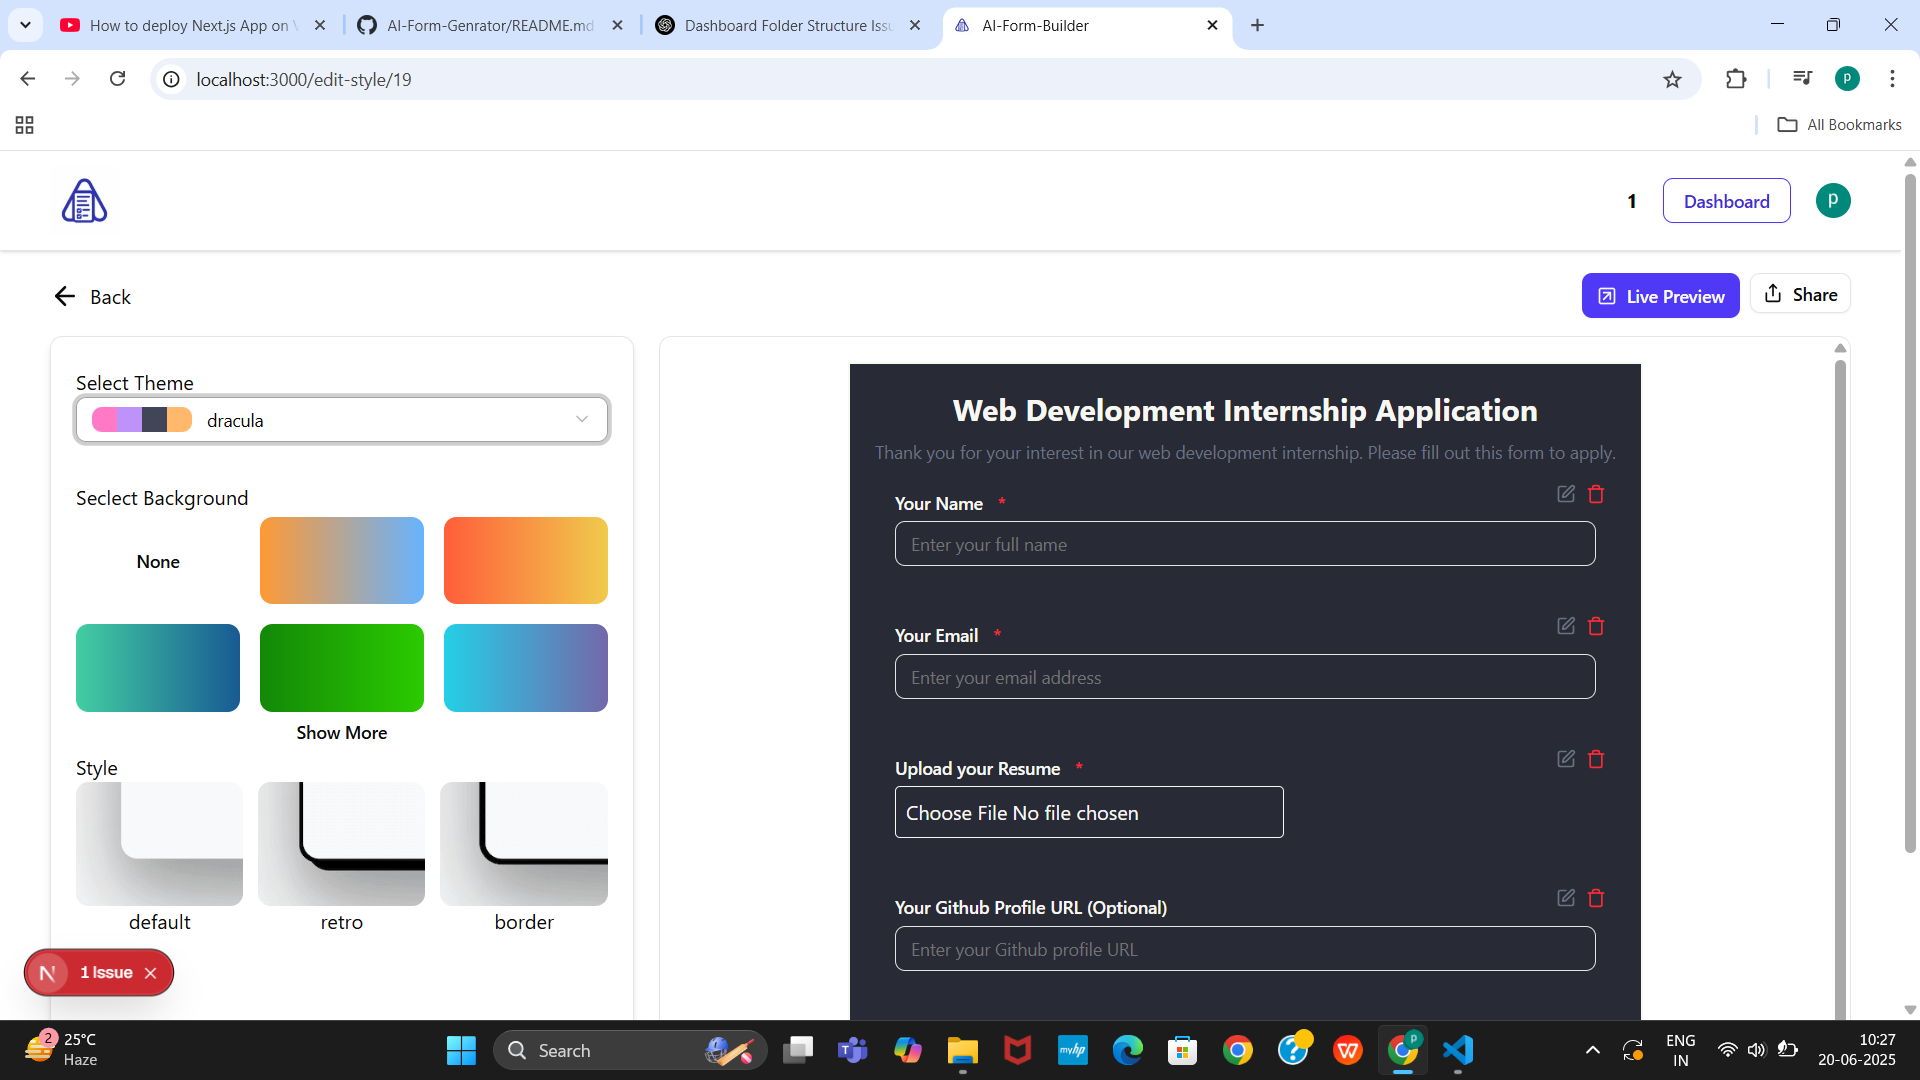 How to deploy Next.js App on V
AI-Form-Genrator/README.md
Dashboard Folder Structure Issu
AI-Form-Builder
localhost:3000/edit-style/19
P
All Bookmarks
1
Dashboard
P
Back
Live Preview
Share
Select Theme
dracula
Seclect Background
None
Show More
Style
default
retro
border
Web Development Internship Application
Thank you for your interest in our web development internship. Please fill out this form to apply.
Your Name *
Enter your full name
Your Email *
Enter your email address
Upload your Resume *
Choose File No file chosen
Your Github Profile URL (Optional)
Enter your Github profile URL
N 1 Issue
2
25°C
Haze
Search
myhp
ENG
IN
10:27
20-06-2025